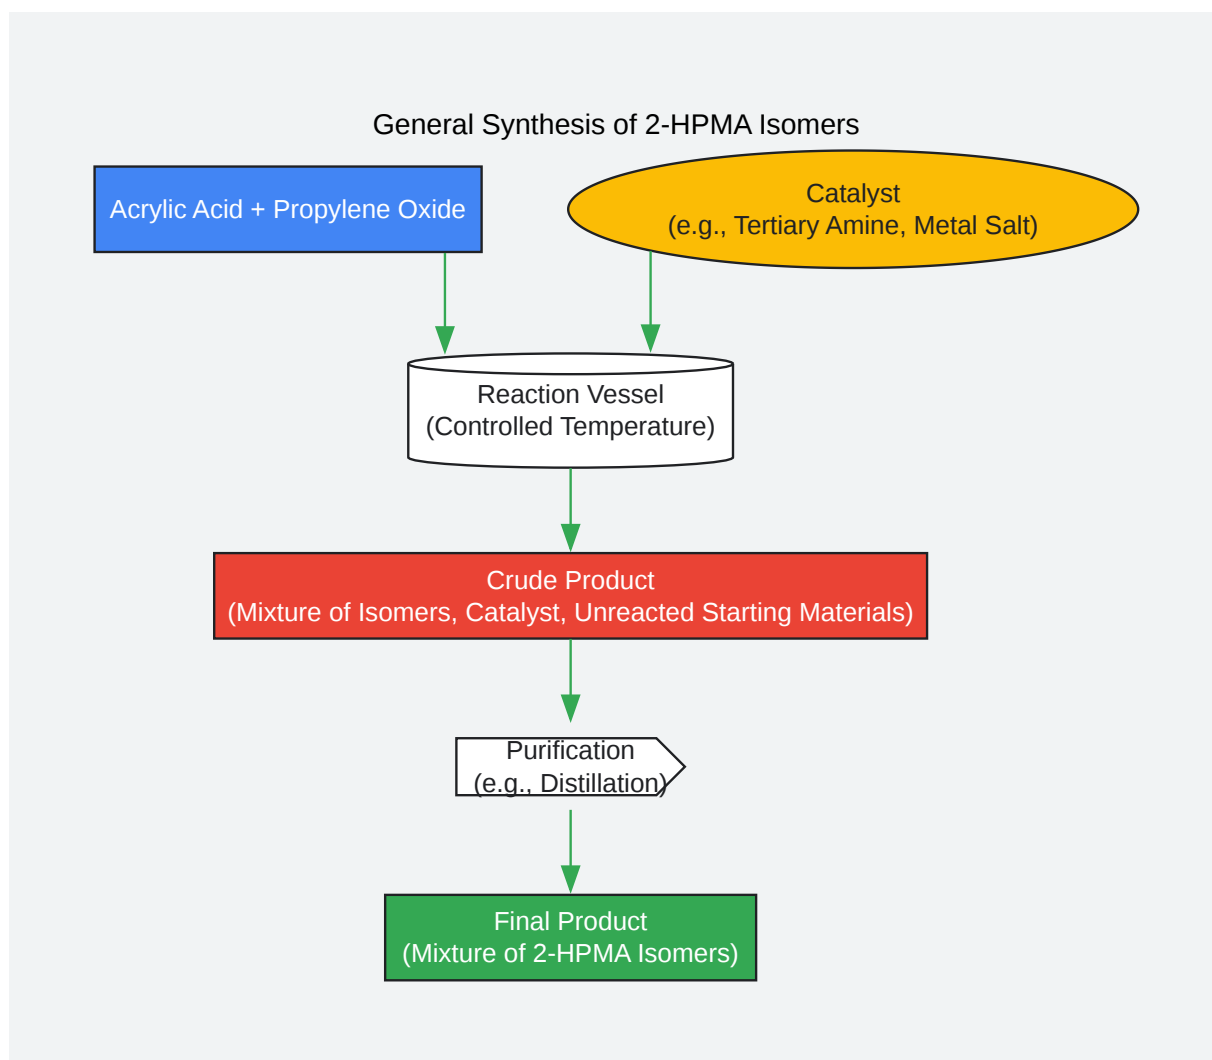 General Synthesis of 2-HPMA Isomers
Acrylic Acid + Propylene Oxide
Catalyst
(e.g., Tertiary Amine, Metal Salt)
Reaction Vessel
(Controlled Temperature)
Crude Product
(Mixture of Isomers, Catalyst, Unreacted Starting Materials)
Purification
(e.g., Distillation)
Final Product
(Mixture of 2-HPMA Isomers)